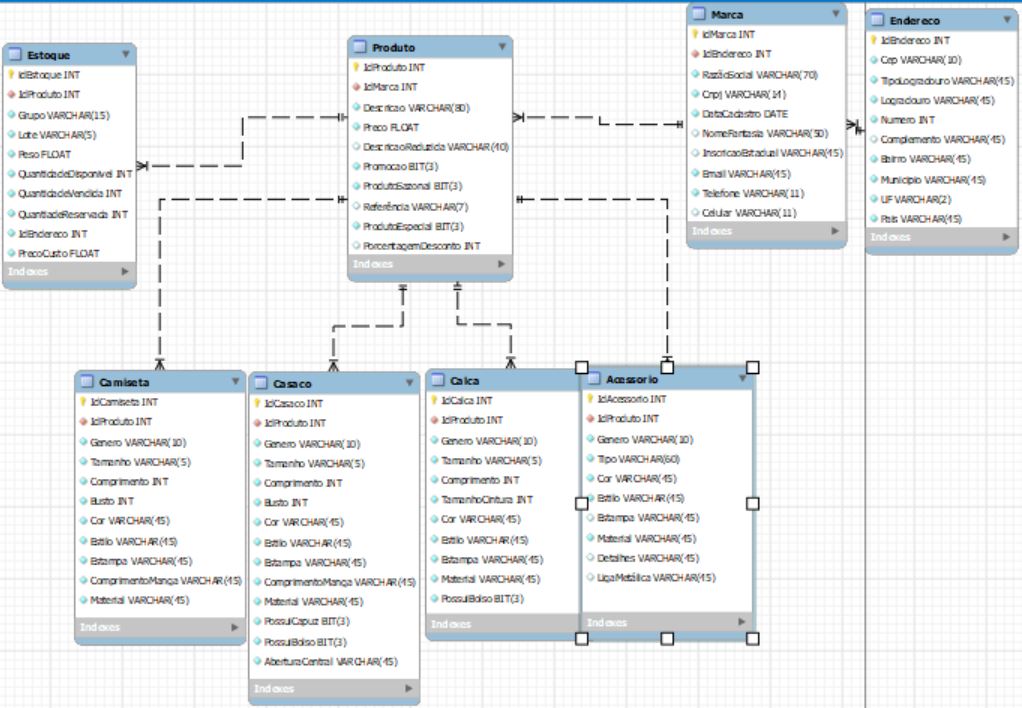 Estoque
idEstoque INT
IdProduto INT
Grupo VARCHAR(15)
Lote VARCHAR(5)
Peso FLOAT
QuantidadeDisponivel INT
QuantidadeVendida INT
QuantiadeReservada INT
IdEndereco INT
PrecoCusto FLOAT
Indexes
Produto
IdProduto INT
IdMarca INT
Descricao VARCHAR(80)
Preco FLOAT
DescricaoReduzida VARCHAR(40)
Promocao BIT(3)
ProdutoSazonal BIT(3)
Referência VARCHAR(7)
ProdutoEspecial BIT(3)
PorcentagemDesconto INT
Indexes
Marca
idMarca INT
IdEndereco INT
RazãoSocial VARCHAR(70)
Cnpj VARCHAR(14)
DataCadastro DATE
NomeFantasia VARCHAR(50)
InscricaoEstadual VARCHAR(45)
Email VARCHAR(45)
Telefone VARCHAR(11)
Celular VARCHAR(11)
Indexes
Endereco
IdEndereco INT
Cep VARCHAR(10)
TipoLogradouro VARCHAR(45)
Logradouro VARCHAR(45)
Numero INT
Complemento VARCHAR(45)
Bairro VARCHAR(45)
Municipio VARCHAR(45)
UF VARCHAR(2)
Pais VARCHAR(45)
Indexes
Camiseta
IdCamiseta INT
IdProduto INT
Genero VARCHAR(10)
Tamanho VARCHAR(5)
Comprimento INT
Busto INT
Cor VARCHAR(45)
Estilo VARCHAR(45)
Estampa VARCHAR(45)
ComprimentoManga VARCHAR(45)
Material VARCHAR(45)
Indexes
Casaco
IdCasaco INT
IdProduto INT
Genero VARCHAR(10)
Tamanho VARCHAR(5)
Comprimento INT
Busto INT
Cor VARCHAR(45)
Estilo VARCHAR(45)
Estampa VARCHAR(45)
ComprimentoManga VARCHAR(45)
Material VARCHAR(45)
PossuiCapuz BIT(3)
PossuiBolso BIT(3)
AberturaCentral VARCHAR(45)
Indexes
Calca
IdCalca INT
IdProduto INT
Genero VARCHAR(10)
Tamanho VARCHAR(5)
Comprimento INT
TamanhoCintura INT
Cor VARCHAR(45)
Estilo VARCHAR(45)
Estampa VARCHAR(45)
Material VARCHAR(45)
PossuiBolso BIT(3)
Indexes
Acessorio
IdAcessorio INT
IdProduto INT
Genero VARCHAR(10)
Tipo VARCHAR(60)
Cor VARCHAR(45)
Estilo VARCHAR(45)
Estampa VARCHAR(45)
Material VARCHAR(45)
Detalhes VARCHAR(45)
LigaMetálica VARCHAR(45)
Indexes